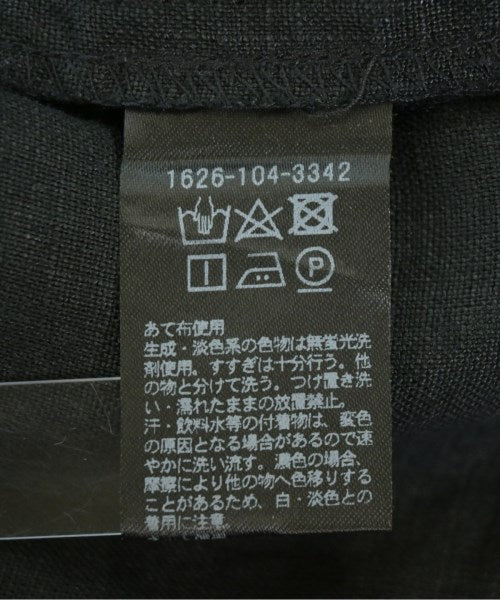 1626-104-3342
P
あて布使用
生成・淡色系の色物は無蛍光洗
剤使用。すすぎは十分行う。他
の物と分けて洗う。つけ置き洗
い・濡れたままの放置禁止。
汗・飲料水等の付着物は、変色
の原因となる場合があるので速
やかに洗い流す。濃色の場合、
摩擦により他の物へ色移りする
ことがあるため、白・淡色との
着用に注意